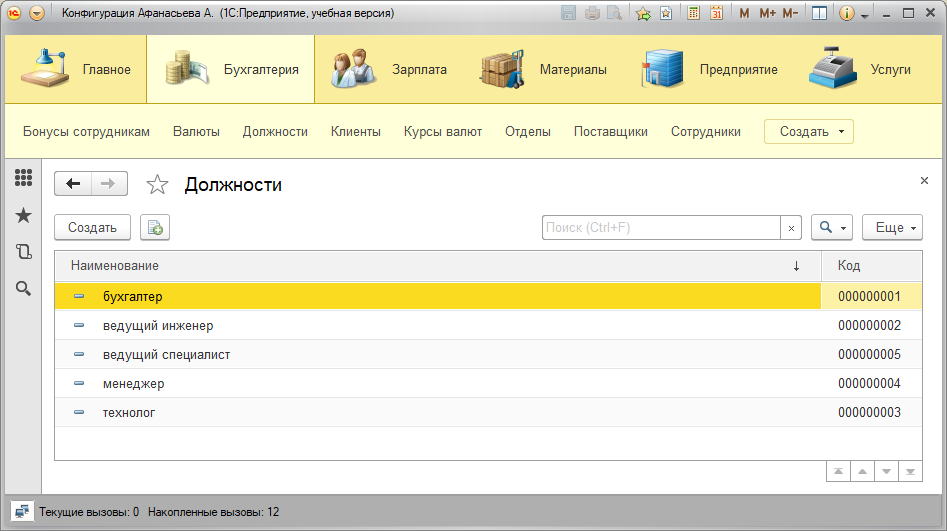 Конфигурация Афанасьева А. (1С:Предприятие, учебная версия)
31 M M+ M-
Главное Бухгалтерия Зарплата Материалы Предприятие Услуги
Бонусы сотрудникам Валюты Должности Клиенты Курсы валют Отделы Поставщики Сотрудники Создать
Должности
Создать Поиск (Ctrl+F) Еще
Наименование Код
бухгалтер 000000001
ведущий инженер 000000002
ведущий специалист 000000005
менеджер 000000004
технолог 000000003
Текущие вызовы: 0 Накопленные вызовы: 12